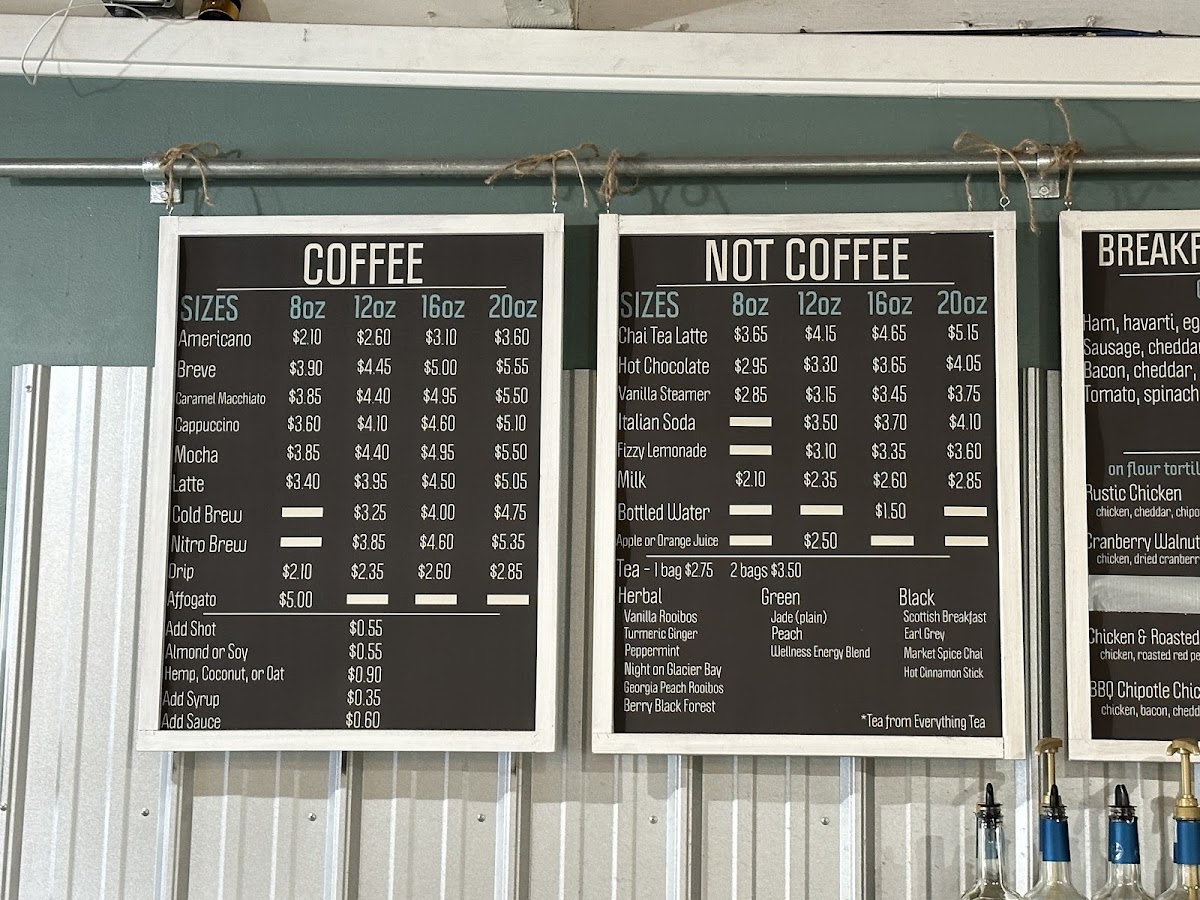 COFFEE
SIZES 8oz 12oz 16oz 20oz
Americano $2.10 $2.60 $3.10 $3.60
Breve $3.90 $4.45 $5.00 $5.55
Caramel Macchiato $3.85 $4.40 $4.95 $5.50
Cappuccino $3.60 $4.10 $4.60 $5.10
Mocha $3.85 $4.40 $4.95 $5.50
Latte $3.40 $3.95 $4.50 $5.05
Cold Brew $3.25 $4.00 $4.75
Nitro Brew $3.85 $4.60 $5.35
Drip $2.10 $2.35 $2.60 $2.85
Affogato $5.00
Add Shot $0.55
Almond or Soy $0.55
Hemp, Coconut, or Oat $0.90
Add Syrup $0.35
Add Sauce $0.60
NOT COFFEE
SIZES 8oz 12oz 16oz 20oz
Chai Tea Latte $3.65 $4.15 $4.65 $5.15
Hot Chocolate $2.95 $3.30 $3.65 $4.05
Vanilla Steamer $2.85 $3.15 $3.45 $3.75
Italian Soda $3.50 $3.70 $4.10
Fizzy Lemonade $3.10 $3.35 $3.60
Milk $2.10 $2.35 $2.60 $2.85
Bottled Water $1.50
Apple or Orange Juice $2.50
Tea - 1 bag $2.75 2 bags $3.50
Herbal Green Black
Vanilla Rooibos Jade (plain) Scottish Breakfast
Turmeric Ginger Peach Earl Grey
Peppermint Wellness Energy Blend Market Spice Chai
Night on Glacier Bay Hot Cinnamon Stick
Georgia Peach Rooibos
Berry Black Forest
*Tea from Everything Tea
BREAKF
Ham, havarti, eg
Sausage, chedda
Bacon, cheddar,
Tomato, spinach
on flour tortil
Rustic Chicken
chicken, cheddar, chipo
Cranberry Walnut
chicken, dried cranberr
Chicken & Roasted
chicken, roasted red pe
BBQ Chipotle Chic
chicken, bacon, chedd